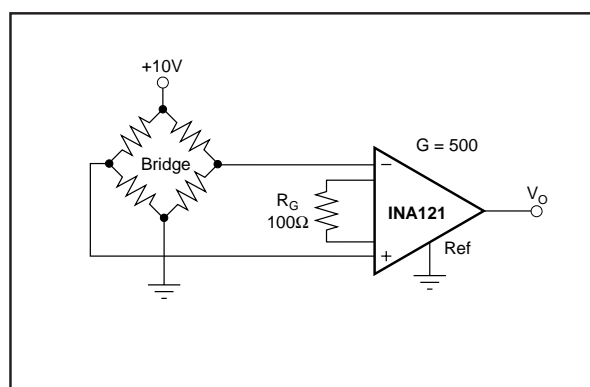 +10V
Bridge
G = 500
–
R_G
100Ω
INA121
V_O
Ref
+